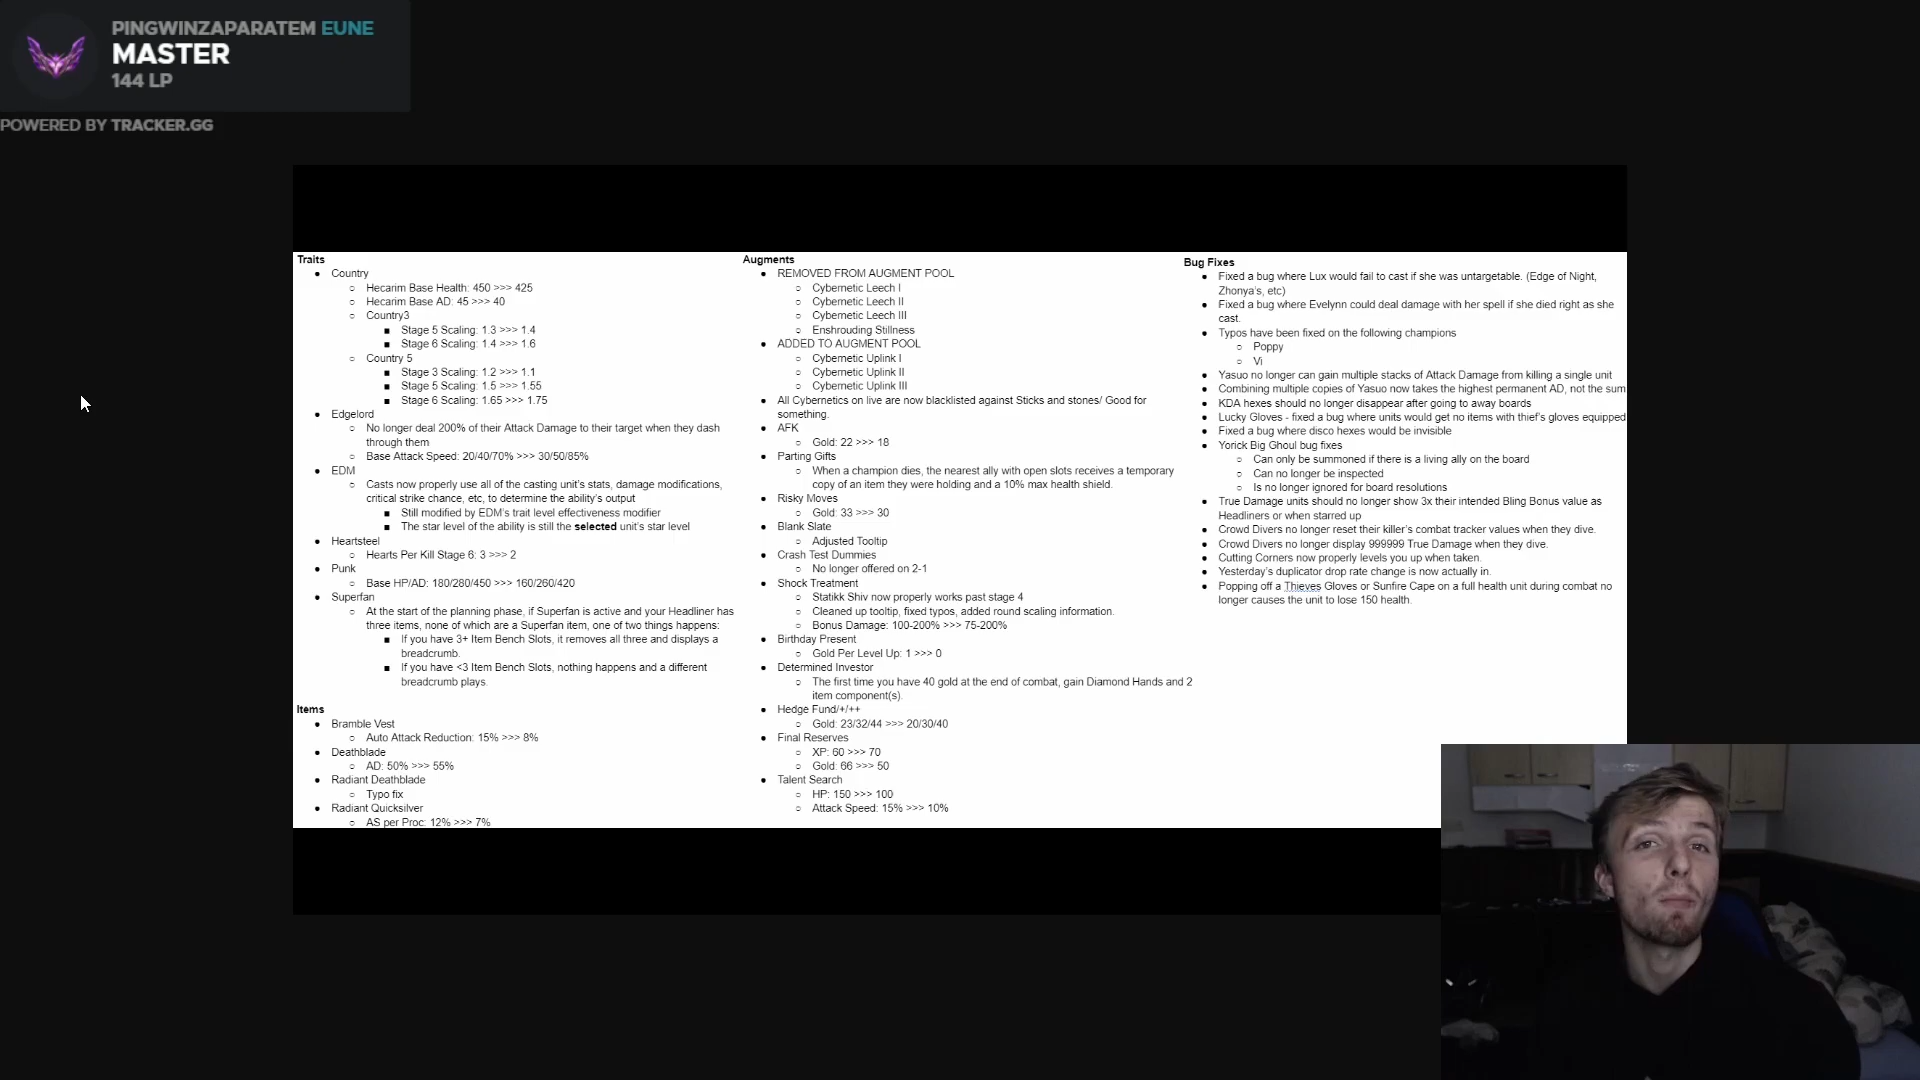 PINGWINZAPARATEM EUNE
MASTER
144 LP
POWERED BY TRACKER.GG
Traits
Country
Hecarim Base Health: 450 >>> 425
Hecarim Base AD: 45 >>> 40
Country3
Stage 5 Scaling: 1.3 >>> 1.4
Stage 6 Scaling: 1.4 >>> 1.6
Country 5
Stage 3 Scaling: 1.2 >>> 1.1
Stage 5 Scaling: 1.5 >>> 1.55
Stage 6 Scaling: 1.65 >>> 1.75
Edgelord
No longer deal 200% of their Attack Damage to their target when they dash
through them
Base Attack Speed: 20/40/70% >>> 30/50/85%
EDM
Casts now properly use all of the casting unit's stats, damage modifications,
critical strike chance, etc, to determine the ability's output
Still modified by EDM's trait level effectiveness modifier
The star level of the ability is still the selected unit's star level
Heartsteel
Hearts Per Kill Stage 6: 3 >>> 2
Punk
Base HP/AD: 180/280/450 >>> 160/260/420
Superfan
At the start of the planning phase, if Superfan is active and your Headliner has
three items, none of which are a Superfan item, one of two things happens:
If you have 3+ Item Bench Slots, it removes all three and displays a
breadcrumb.
If you have <3 Item Bench Slots, nothing happens and a different
breadcrumb plays.
Items
Bramble Vest
Auto Attack Reduction: 15% >>> 8%
Deathblade
AD: 50% >>> 55%
Radiant Deathblade
Typo fix
Radiant Quicksilver
AS per Proc: 12% >>> 7%
Augments
REMOVED FROM AUGMENT POOL
Cybernetic Leech I
Cybernetic Leech II
Cybernetic Leech III
Enshrouding Stillness
ADDED TO AUGMENT POOL
Cybernetic Uplink I
Cybernetic Uplink II
Cybernetic Uplink III
All Cybernetics on live are now blacklisted against Sticks and stones/ Good for
something.
AFK
Gold: 22 >>> 18
Parting Gifts
When a champion dies, the nearest ally with open slots receives a temporary
copy of an item they were holding and a 10% max health shield.
Risky Moves
Gold: 33 >>> 30
Blank Slate
Adjusted Tooltip
Crash Test Dummies
No longer offered on 2-1
Shock Treatment
Statikk Shiv now properly works past stage 4
Cleaned up tooltip, fixed typos, added round scaling information.
Bonus Damage: 100-200% >>> 75-200%
Birthday Present
Gold Per Level Up: 1 >>> 0
Determined Investor
The first time you have 40 gold at the end of combat, gain Diamond Hands and 2
item component(s).
Hedge Fund/+/++
Gold: 23/32/44 >>> 20/30/40
Final Reserves
XP: 60 >>> 70
Gold: 66 >>> 50
Talent Search
HP: 150 >>> 100
Attack Speed: 15% >>> 10%
Bug Fixes
Fixed a bug where Lux would fail to cast if she was untargetable. (Edge of Night,
Zhonya's, etc)
Fixed a bug where Evelynn could deal damage with her spell if she died right as she
cast.
Typos have been fixed on the following champions
Poppy
Vi
Yasuo no longer can gain multiple stacks of Attack Damage from killing a single unit
Combining multiple copies of Yasuo now takes the highest permanent AD, not the sum
KDA hexes should no longer disappear after going to away boards
Lucky Gloves - fixed a bug where units would get no items with thief's gloves equipped
Fixed a bug where disco hexes would be invisible
Yorick Big Ghoul bug fixes
Can only be summoned if there is a living ally on the board
Can no longer be inspected
Is no longer ignored for board resolutions
True Damage units should no longer show 3x their intended Bling Bonus value as
Headliners or when starred up
Crowd Divers no longer reset their killer's combat tracker values when they dive.
Crowd Divers no longer display 999999 True Damage when they dive.
Cutting Corners now properly levels you up when taken.
Yesterday's duplicator drop rate change is now actually in.
Popping off a Thieves Gloves or Sunfire Cape on a full health unit during combat no
longer causes the unit to lose 150 health.